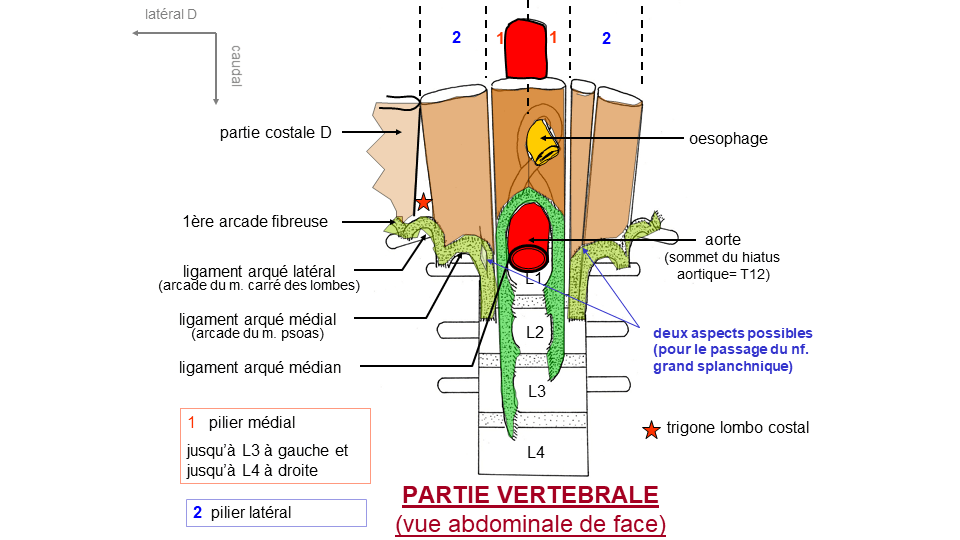 latéral D
caudal
2
1
1
2
partie costale D
oesophage
1ère arcade fibreuse
aorte
(sommet du hiatus
aortique= T12)
ligament arqué latéral
(arcade du m. carré des lombes)
L1
ligament arqué médial
(arcade du m. psoas)
L2
deux aspects possibles
(pour le passage du nf.
grand splanchnique)
ligament arqué médian
L3
1 pilier médial
jusqu'à L3 à gauche et
jusqu'à L4 à droite
trigone lombo costal
L4
2 pilier latéral
PARTIE VERTEBRALE
(vue abdominale de face)